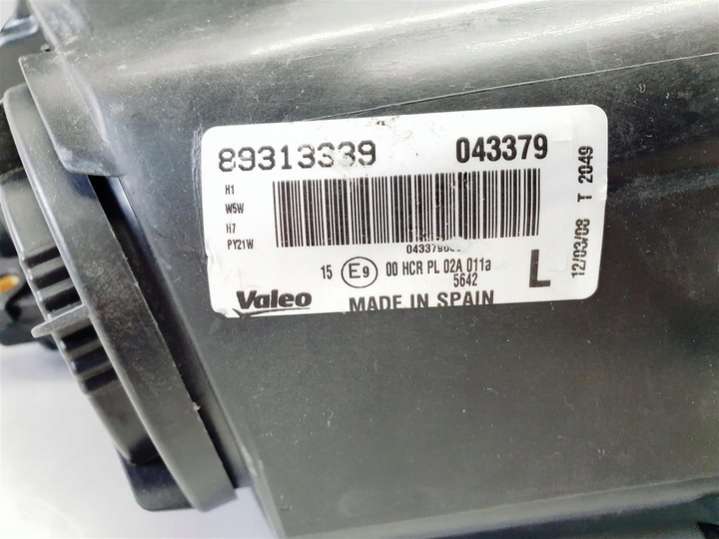 89313339 043379
H1
W5W
H7
PY21W
15 E9 00 HCR PL 02A 011a
5642
L
Valeo MADE IN SPAIN
12/03/08 T 2049